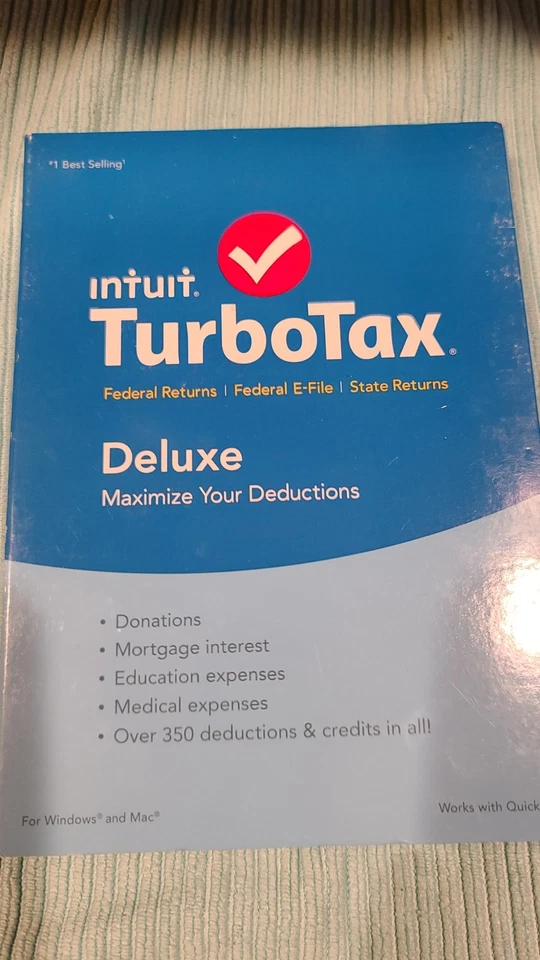 #1 Best Selling¹
ıntuıt®
TurboTax®
Federal Returns | Federal E-File | State Returns
Deluxe
Maximize Your Deductions
• Donations
• Mortgage interest
• Education expenses
• Medical expenses
• Over 350 deductions & credits in all!
For Windows® and Mac®
Works with Quick